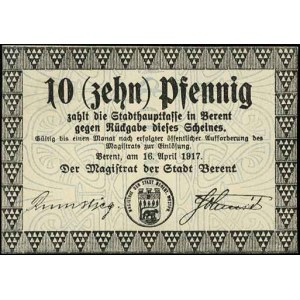 10 (zehn) Pfennig
zahlt die Stadthauptkasse in Berent
gegen Rückgabe dieses Scheines.
Gültig bis einen Monat nach erfolgter öffentlicher Aufforderung des
Magistrats zur Einlösung.
Berent, am 16. April 1917.
Der Magistrat der Stadt Berent.